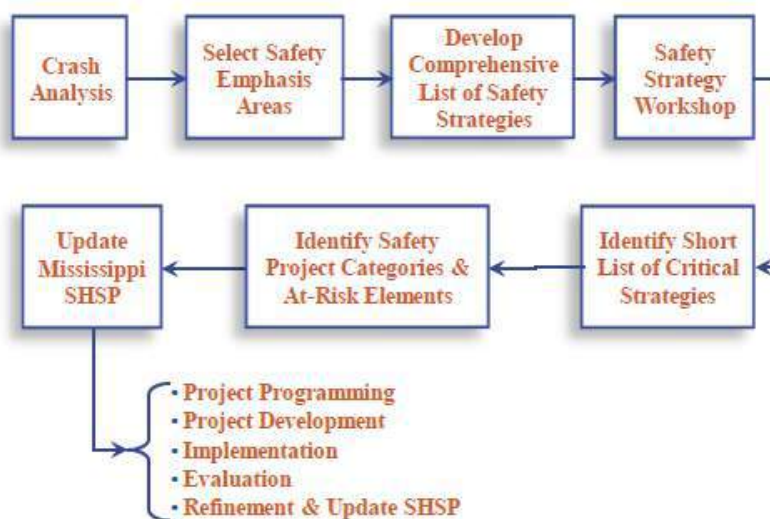 Crash
Analysis
Select Safety
Emphasis
Areas
Develop
Comprehensive
List of Safety
Strategies
Safety
Strategy
Workshop
Identify Short
List of Critical
Strategies
Identify Safety
Project Categories &
At-Risk Elements
Update
Mississippi
SHSP
• Project Programming
• Project Development
• Implementation
• Evaluation
• Refinement & Update SHSP